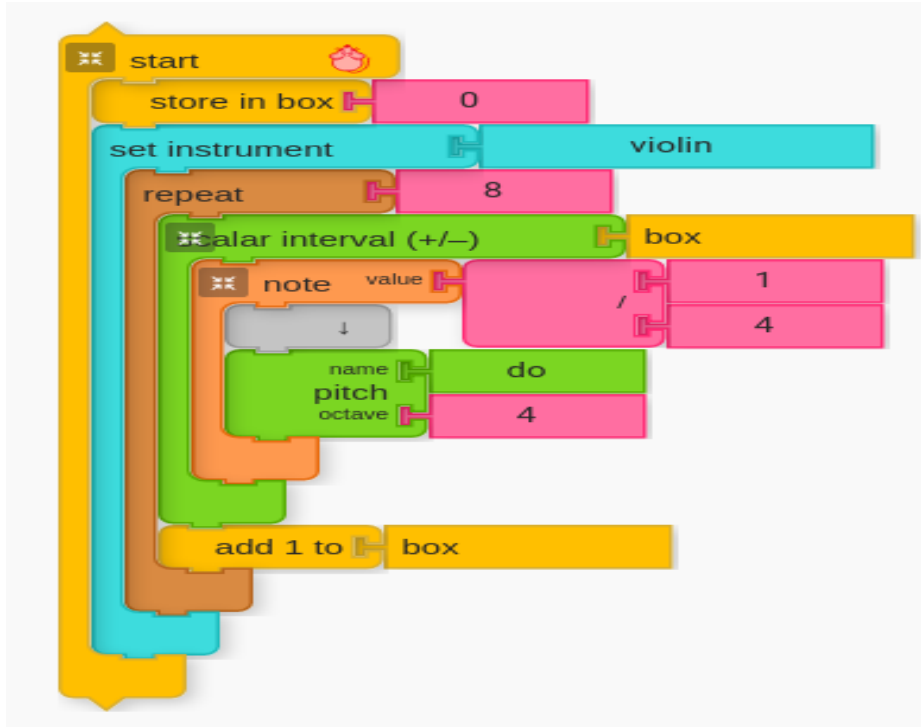 start
store in box 0
set instrument violin
repeat 8
scalar interval (+/–) box
note value / 1
4
↓
name do
pitch
octave 4
add 1 to box